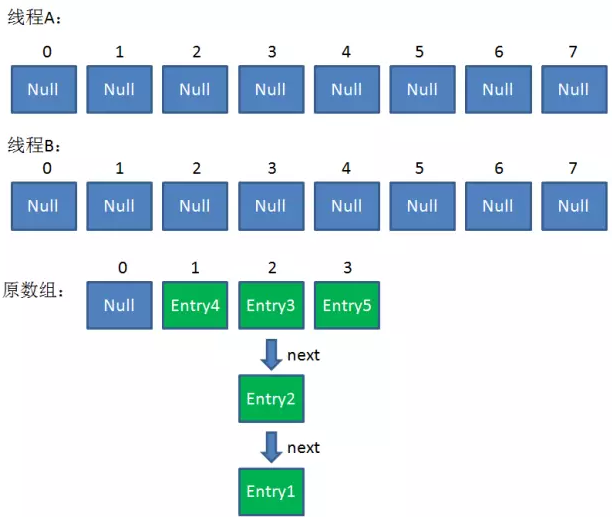 线程A：
0 1 2 3 4 5 6 7
Null Null Null Null Null Null Null Null
线程B：
0 1 2 3 4 5 6 7
Null Null Null Null Null Null Null Null
0 1 2 3
原数组： Null Entry4 Entry3 Entry5
next
Entry2
next
Entry1